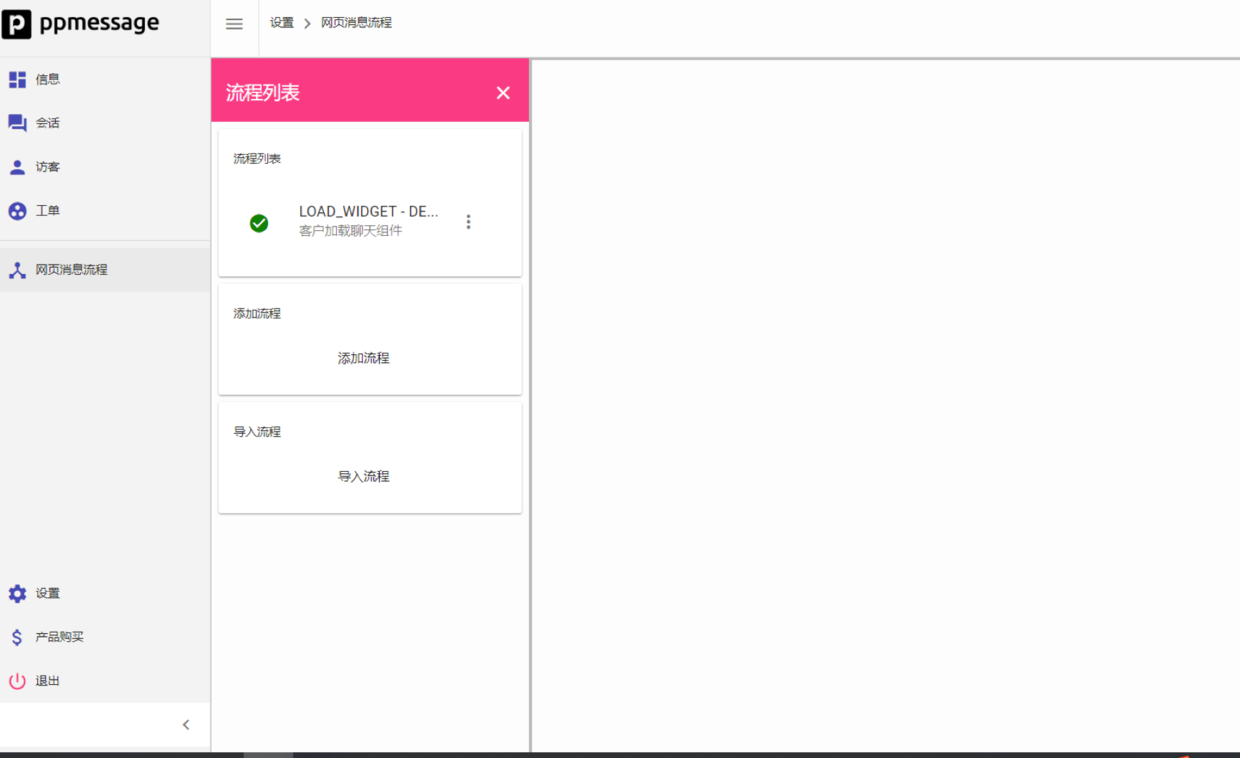 ppmessage
设置 > 网页消息流程
信息
会话
访客
工单
网页消息流程
设置
产品购买
退出
流程列表
流程列表
LOAD_WIDGET - DE...
客户加载聊天组件
添加流程
添加流程
导入流程
导入流程